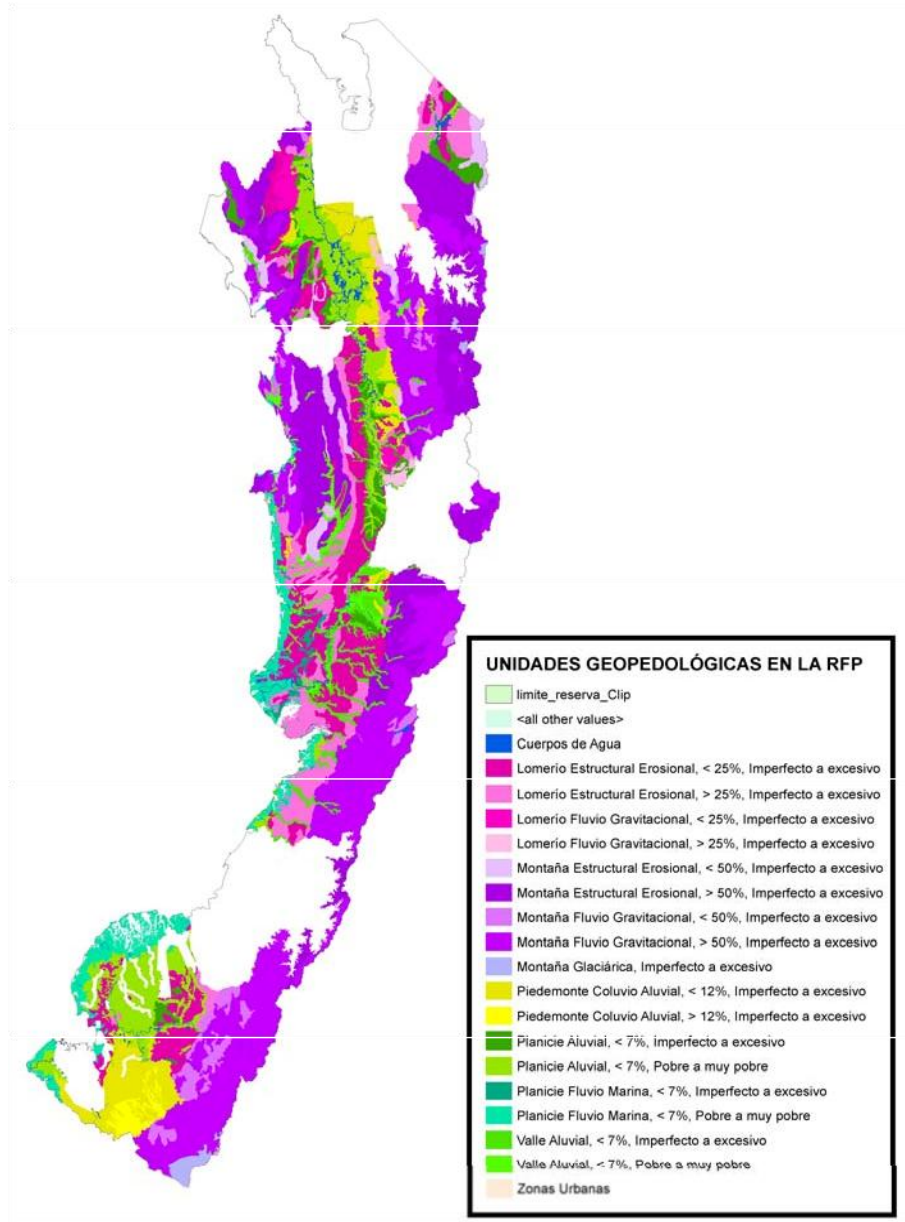 UNIDADES GEOPEDOLÓGICAS EN LA RFP
limite_reserva_Clip
<all other values>
Cuerpos de Agua
Lomerío Estructural Erosional, < 25%, Imperfecto a excesivo
Lomerío Estructural Erosional, > 25%, Imperfecto a excesivo
Lomerío Fluvio Gravitacional, < 25%, Imperfecto a excesivo
Lomerío Fluvio Gravitacional, > 25%, Imperfecto a excesivo
Montaña Estructural Erosional, < 50%, Imperfecto a excesivo
Montaña Estructural Erosional, > 50%, Imperfecto a excesivo
Montaña Fluvio Gravitacional, < 50%, Imperfecto a excesivo
Montaña Fluvio Gravitacional, > 50%, Imperfecto a excesivo
Montaña Glaciárica, Imperfecto a excesivo
Piedemonte Coluvio Aluvial, < 12%, Imperfecto a excesivo
Piedemonte Coluvio Aluvial, > 12%, Imperfecto a excesivo
Planicie Aluvial, < 7%, Imperfecto a excesivo
Planicie Aluvial, < 7%, Pobre a muy pobre
Planicie Fluvio Marina, < 7%, Imperfecto a excesivo
Planicie Fluvio Marina, < 7%, Pobre a muy pobre
Valle Aluvial, < 7%, Imperfecto a excesivo
Valle Aluvial, < 7%, Pobre a muy pobre
Zonas Urbanas